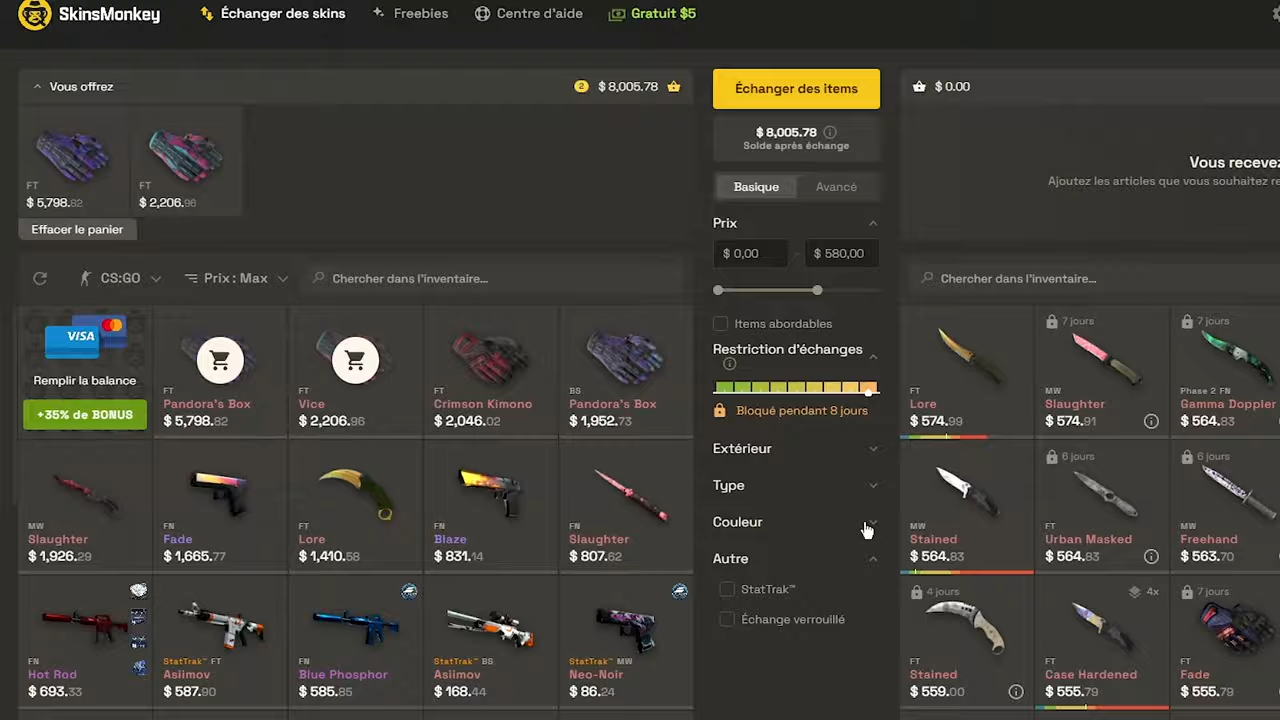 SkinsMonkey
Échanger des skins
Freebies
Centre d'aide
Gratuit $5
Vous offrez
2
$ 8,005.78
FT
$ 5,798.82
FT
$ 2,206.96
Effacer le panier
Échanger des items
$ 8,005.78
Solde après échange
Basique
Avancé
Prix
$ 0,00
-
$ 580,00
Items abordables
Restriction d'échanges
Bloqué pendant 8 jours
Extérieur
Type
Couleur
Autre
StatTrak™
Échange verrouillé
$ 0.00
Vous receve
Ajoutez les articles que vous souhaitez re
CS:GO
Prix : Max
Chercher dans l'inventaire...
VISA
Remplir la balance
+35% de BONUS
FT
Pandora's Box
$ 5,798.82
FT
Vice
$ 2,206.96
FT
Crimson Kimono
$ 2,046.02
BS
Pandora's Box
$ 1,952.73
MW
Slaughter
$ 1,926.29
FN
Fade
$ 1,665.77
FT
Lore
$ 1,410.58
FN
Blaze
$ 831.14
FN
Slaughter
$ 807.62
FN
Hot Rod
$ 693.33
StatTrak™ FT
Asiimov
$ 587.90
FN
Blue Phosphor
$ 585.85
StatTrak™ BS
Asiimov
$ 168.44
StatTrak™ MW
Neo-Noir
$ 86.24
Chercher dans l'inventaire...
FT
Lore
$ 574.99
7 jours
MW
Slaughter
$ 574.91
7 jours
Phase 2 FN
Gamma Doppler
$ 564.83
MW
Stained
$ 564.83
6 jours
FT
Urban Masked
$ 564.83
6 jours
FN
Freehand
$ 563.70
4 jours
FT
Stained
$ 559.00
4x
FT
Case Hardened
$ 555.79
7 jours
FT
Fade
$ 555.79